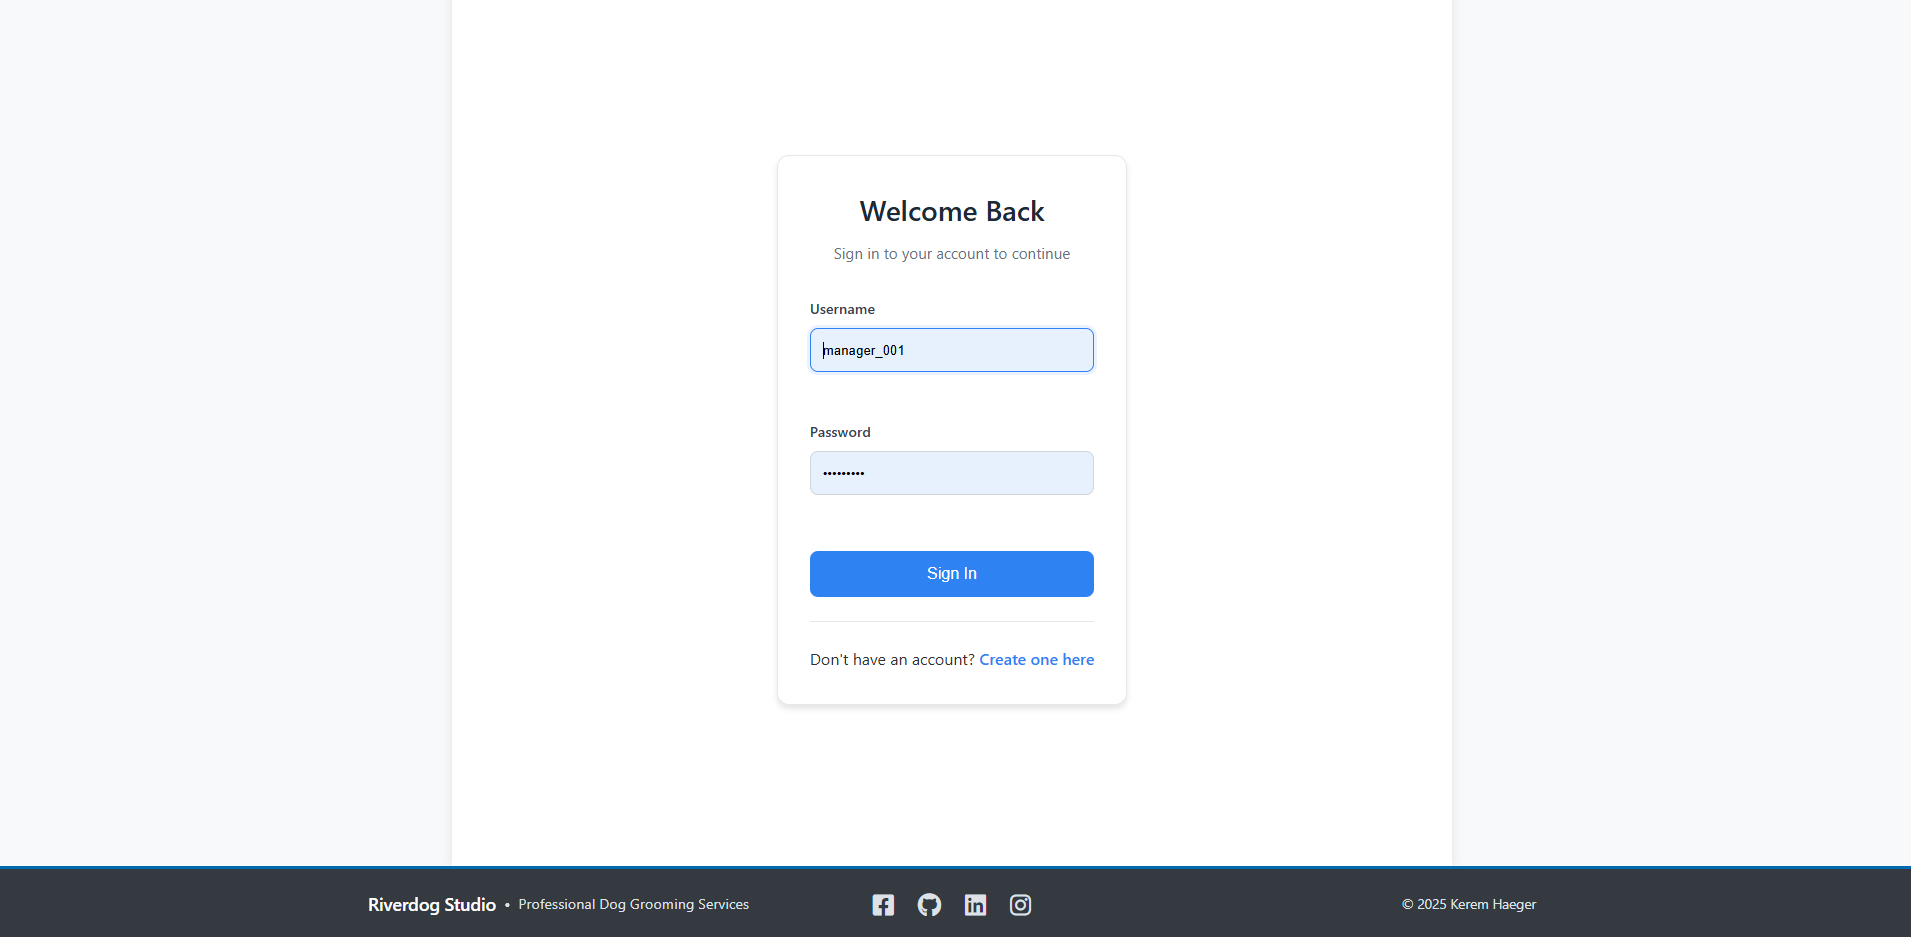 Welcome Back
Sign in to your account to continue
Username
manager_001
Password
•••••••••
Sign In
Don't have an account? Create one here
Riverdog Studio • Professional Dog Grooming Services
© 2025 Kerem Haeger